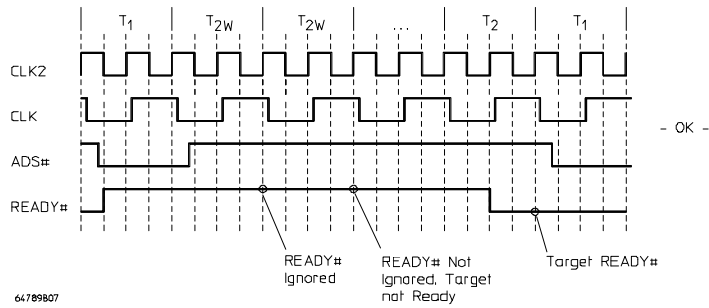 T1 T2W T2W ... T2 T1
CLK2
CLK
- OK -
ADS#
READY#
READY#
Ignored
READY# Not
Ignored, Target
not Ready
Target READY#
64789B07